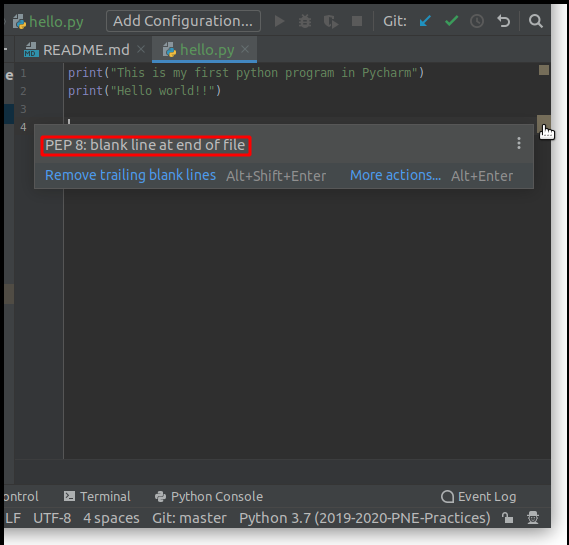 hello.py Add Configuration... Git:
README.md hello.py
1 print("This is my first python program in Pycharm")
2 print("Hello world!!")
3
4
PEP 8: blank line at end of file
Remove trailing blank lines Alt+Shift+Enter More actions... Alt+Enter
ontrol Terminal Python Console Event Log
LF UTF-8 4 spaces Git: master Python 3.7 (2019-2020-PNE-Practices)